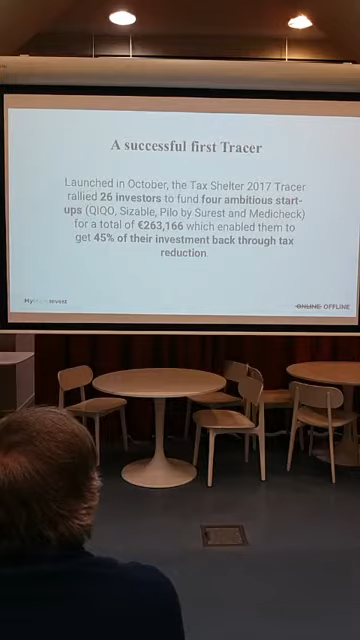 A successful first Tracer
Launched in October, the Tax Shelter 2017 Tracer
rallied 26 investors to fund four ambitious start-
ups (QIQO, Sizable, Pilo by Surest and Medicheck)
for a total of €263,166 which enabled them to
get 45% of their investment back through tax
reduction.
ONLINE OFFLINE